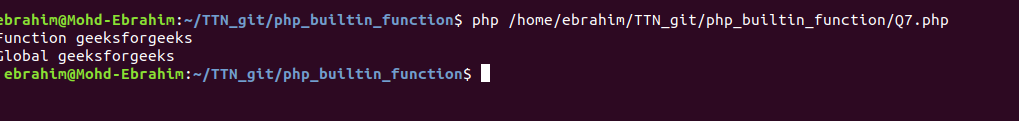 ebrahim@Mohd-Ebrahim:~/TTN_git/php_builtin_function$ php /home/ebrahim/TTN_git/php_builtin_function/Q7.php
Function geeksforgeeks
Global geeksforgeeks
ebrahim@Mohd-Ebrahim:~/TTN_git/php_builtin_function$